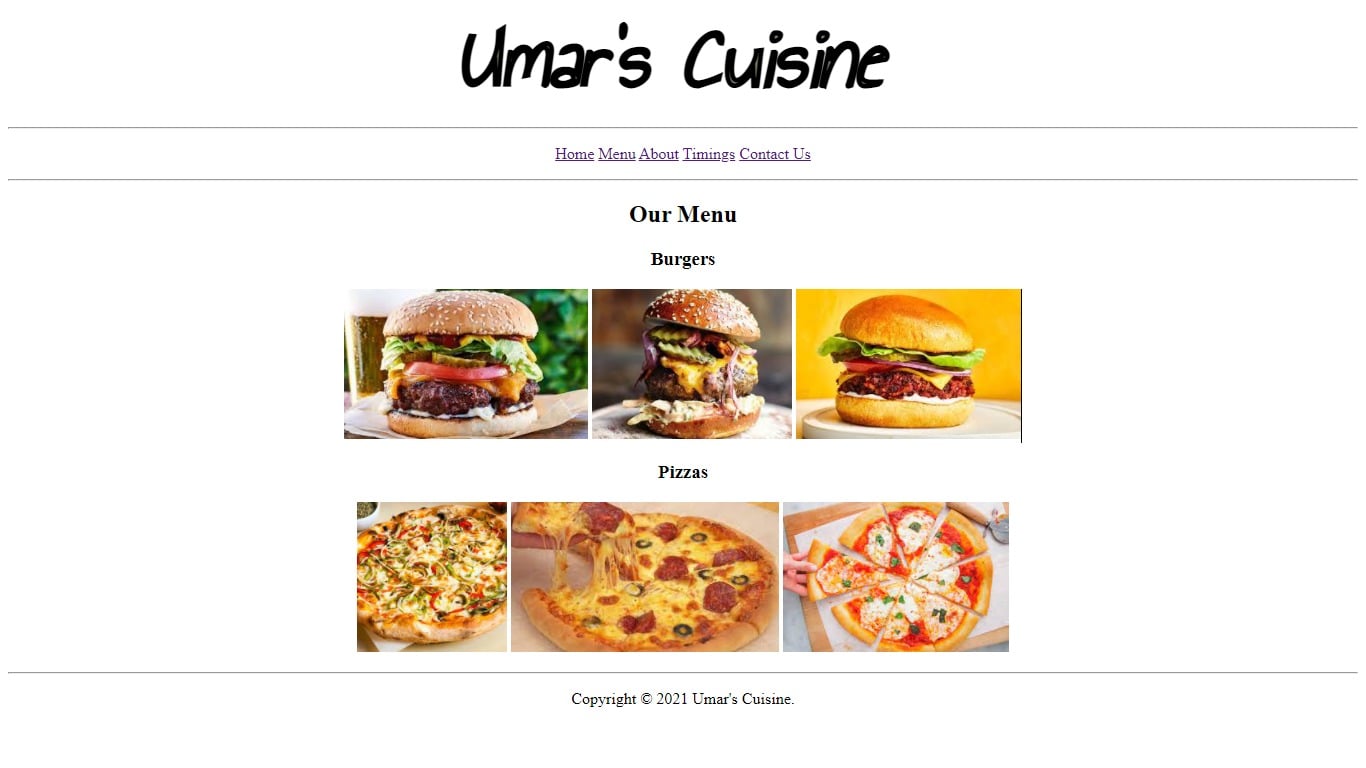 Umar's Cuisine
Home Menu About Timings Contact Us
Our Menu
Burgers
Pizzas
Copyright © 2021 Umar's Cuisine.